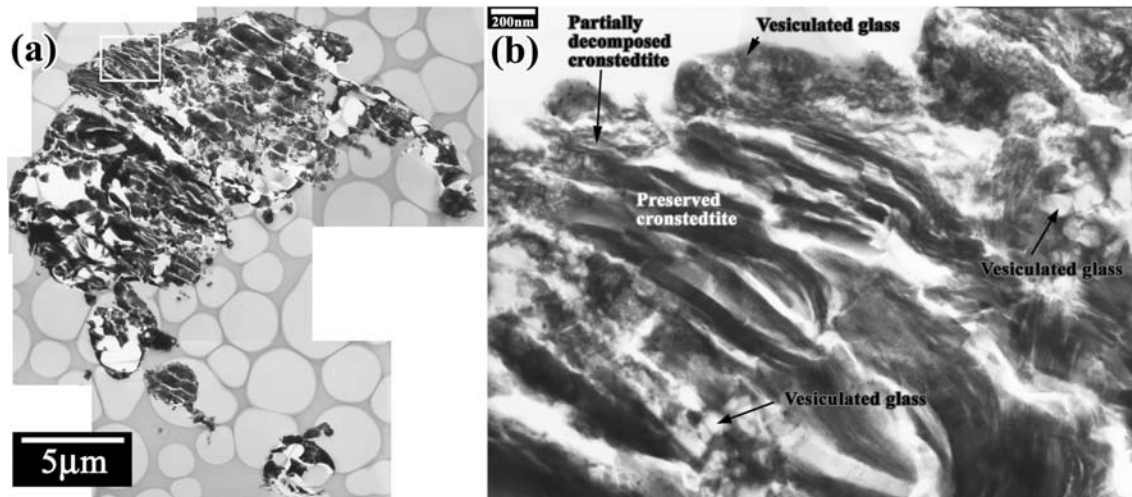 (a)
5μm
200nm
(b)
Partially
decomposed
cronstedtite
Vesiculated glass
Preserved
cronstedtite
Vesiculated glass
Vesiculated glass